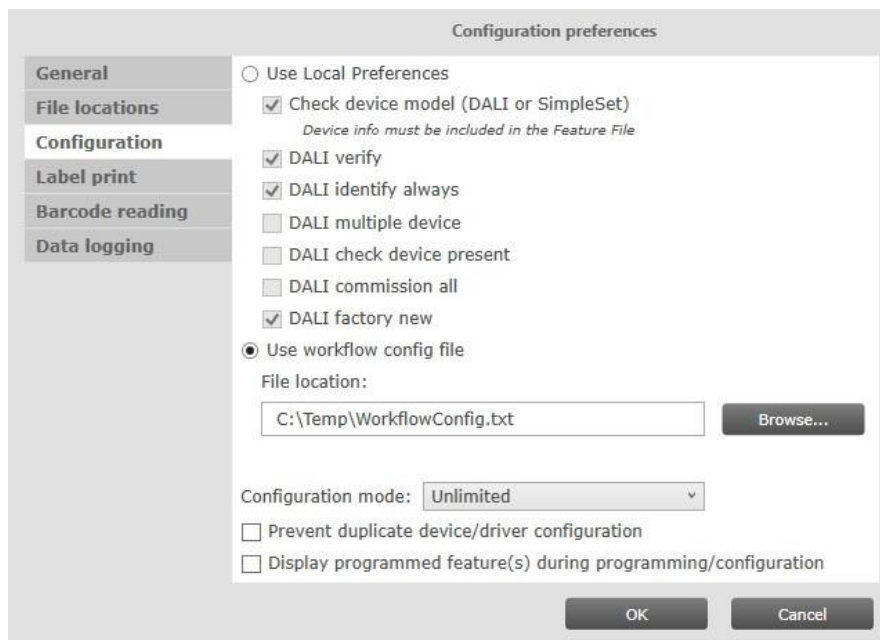 Configuration preferences
General
File locations
Configuration
Label print
Barcode reading
Data logging
Use Local Preferences
Check device model (DALI or SimpleSet)
Device info must be included in the Feature File
DALI verify
DALI identify always
DALI multiple device
DALI check device present
DALI commission all
DALI factory new
Use workflow config file
File location:
C:\Temp\WorkflowConfig.txt
Browse...
Configuration mode: Unlimited
Prevent duplicate device/driver configuration
Display programmed feature(s) during programming/configuration
OK Cancel